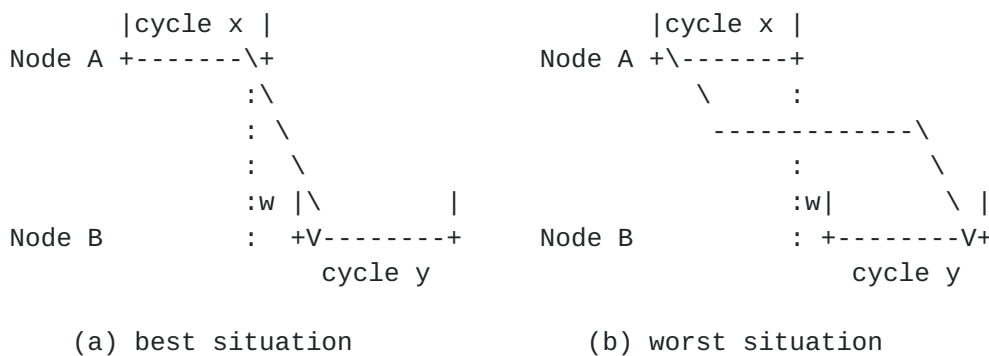 |cycle x |                      |cycle x |
Node A +-------\+               Node A +\-------+
               :\                         \     :
               : \                         -------------\
               :  \                             :        \
               :w |\        |                   :w|       \ |
Node B         :  +V--------+   Node B          : +--------V+
                    cycle y                         cycle y
    (a) best situation              (b) worst situation